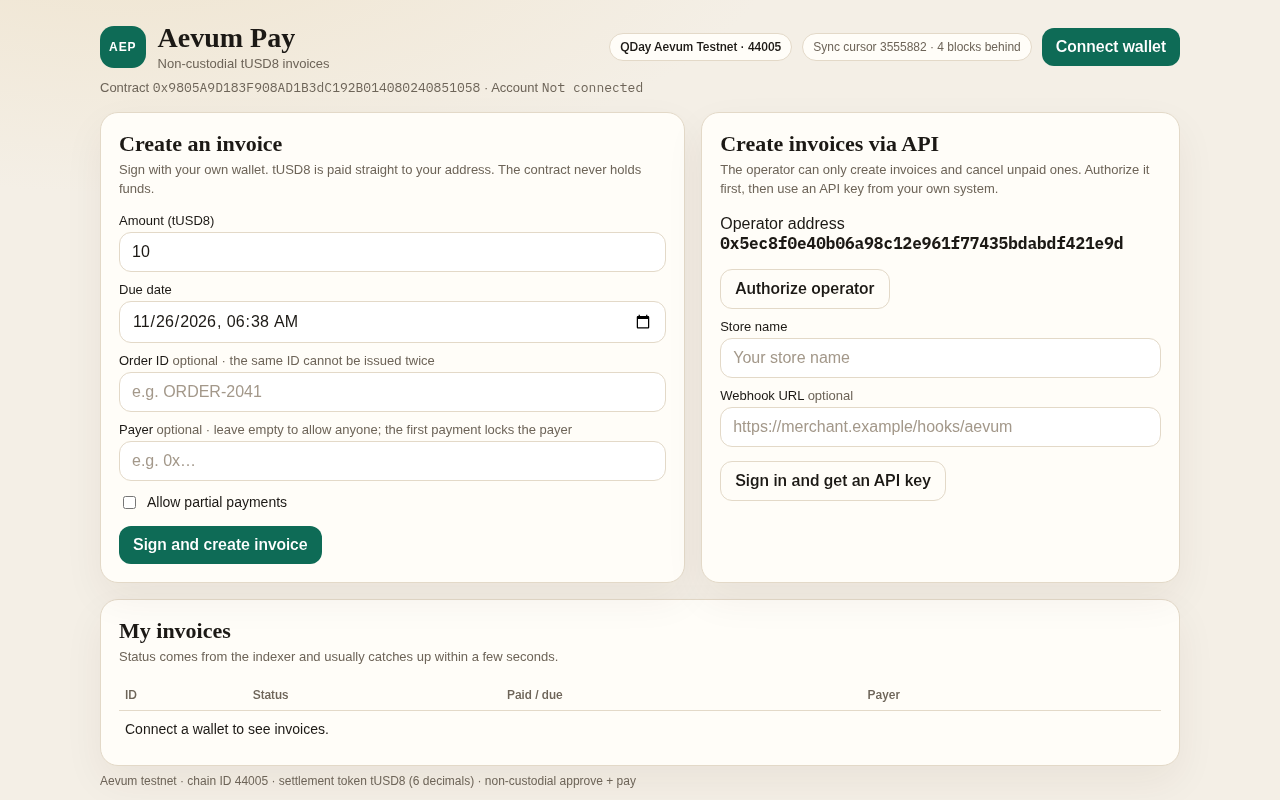 AEP
Aevum Pay
Non-custodial tUSD8 invoices
QDay Aevum Testnet · 44005
Sync cursor 3555882 · 4 blocks behind
Connect wallet
Contract 0x9805A9D183F908AD1B3dC192B014080240851058 · Account Not connected
Create an invoice
Sign with your own wallet. tUSD8 is paid straight to your address. The contract never holds
funds.
Amount (tUSD8)
10
Due date
11/26/2026, 06:38 AM
Order ID optional · the same ID cannot be issued twice
e.g. ORDER-2041
Payer optional · leave empty to allow anyone; the first payment locks the payer
e.g. 0x…
Allow partial payments
Sign and create invoice
Create invoices via API
The operator can only create invoices and cancel unpaid ones. Authorize it
first, then use an API key from your own system.
Operator address
0x5ec8f0e40b06a98c12e961f77435bdabdf421e9d
Authorize operator
Store name
Your store name
Webhook URL optional
https://merchant.example/hooks/aevum
Sign in and get an API key
My invoices
Status comes from the indexer and usually catches up within a few seconds.
ID Status Paid / due Payer
Connect a wallet to see invoices.
Aevum testnet · chain ID 44005 · settlement token tUSD8 (6 decimals) · non-custodial approve + pay